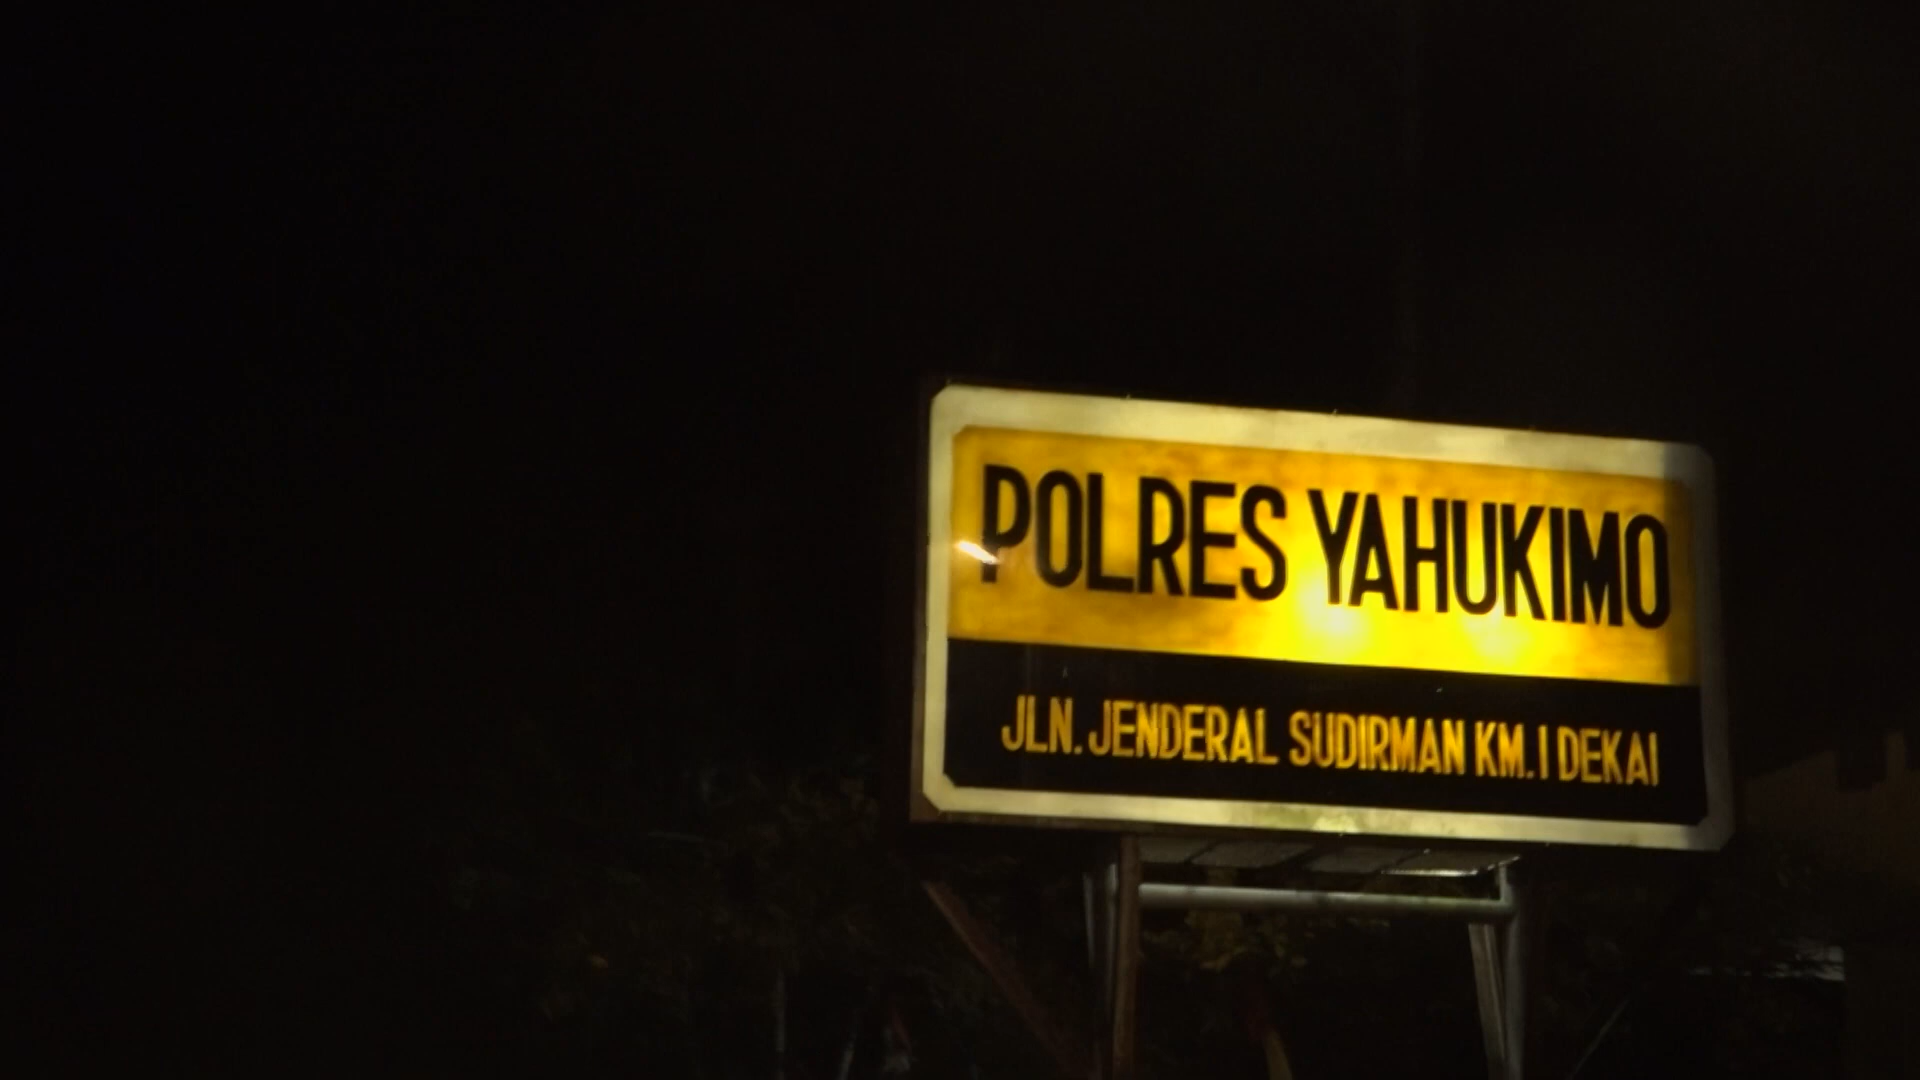 POLRES YAHUKIMO
JLN. JENDERAL SUDIRMAN KM. I DEKAI